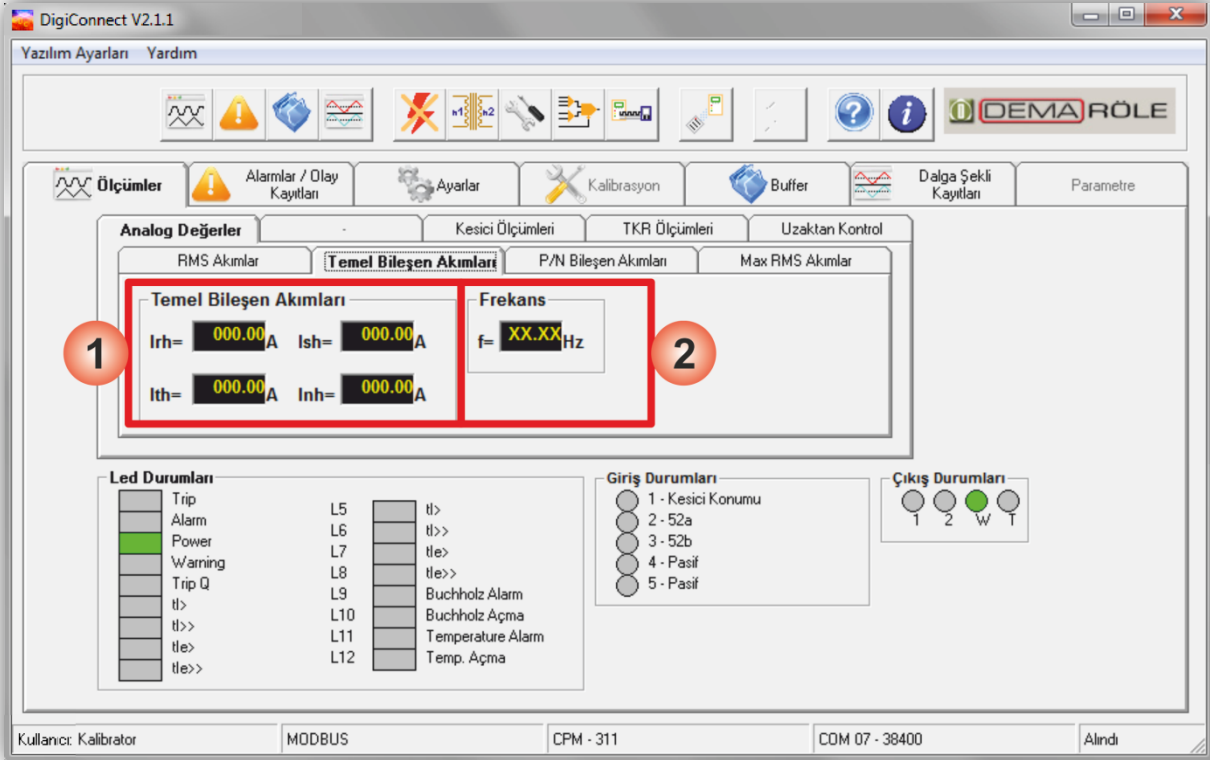 DigiConnect V2.1.1
Yazılım Ayarları Yardım
n1 n2
DEMA RÖLE
Ölçümler
Alarmlar / Olay
Kayıtları
Ayarlar
Kalibrasyon
Buffer
Dalga Şekli
Kayıtları
Parametre
Analog Değerler - Kesici Ölçümleri TKR Ölçümleri Uzaktan Kontrol
RMS Akımlar Temel Bileşen Akımları P/N Bileşen Akımları Max RMS Akımlar
Temel Bileşen Akımları
Irh= 000.00 A Ish= 000.00 A
Ith= 000.00 A Inh= 000.00 A
1
Frekans
f= XX.XX Hz
2
Led Durumları
Trip
Alarm
Power
Warning
Trip Q
tI>
tI>>
tIe>
tIe>>
L5 tI>
L6 tI>>
L7 tIe>
L8 tIe>>
L9 Buchholz Alarm
L10 Buchholz Açma
L11 Temperature Alarm
L12 Temp. Açma
Giriş Durumları
1 - Kesici Konumu
2 - 52a
3 - 52b
4 - Pasif
5 - Pasif
Çıkış Durumları
1 2 W T
Kullanıcı: Kalibrator MODBUS CPM - 311 COM 07 - 38400 Alındı